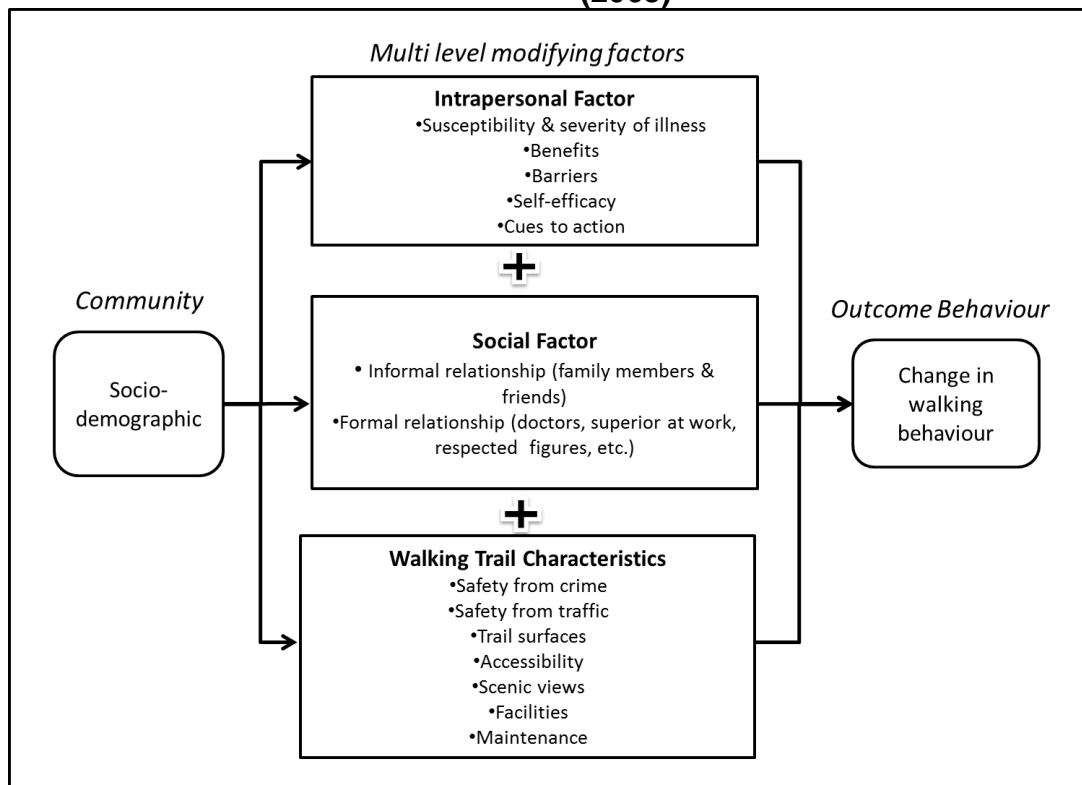 Multi level modifying factors
Intrapersonal Factor
•Susceptibility & severity of illness
•Benefits
•Barriers
•Self-efficacy
•Cues to action
+
Community
Socio-
demographic
Social Factor
• Informal relationship (family members &
friends)
•Formal relationship (doctors, superior at work,
respected figures, etc.)
Outcome Behaviour
Change in
walking
behaviour
+
Walking Trail Characteristics
•Safety from crime
•Safety from traffic
•Trail surfaces
•Accessibility
•Scenic views
•Facilities
•Maintenance